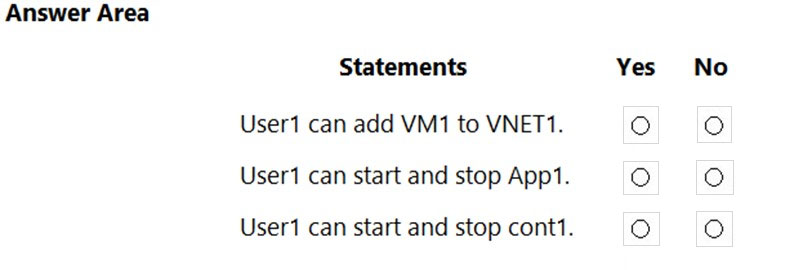 Answer Area
Statements Yes No
User1 can add VM1 to VNET1.
User1 can start and stop App1.
User1 can start and stop cont1.